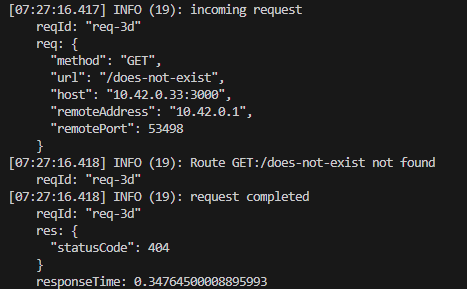 [07:27:16.417] INFO (19): incoming request
    reqId: "req-3d"
    req: {
      "method": "GET",
      "url": "/does-not-exist",
      "host": "10.42.0.33:3000",
      "remoteAddress": "10.42.0.1",
      "remotePort": 53498
    }
[07:27:16.418] INFO (19): Route GET:/does-not-exist not found
    reqId: "req-3d"
[07:27:16.418] INFO (19): request completed
    reqId: "req-3d"
    res: {
      "statusCode": 404
    }
    responseTime: 0.34764500008895993